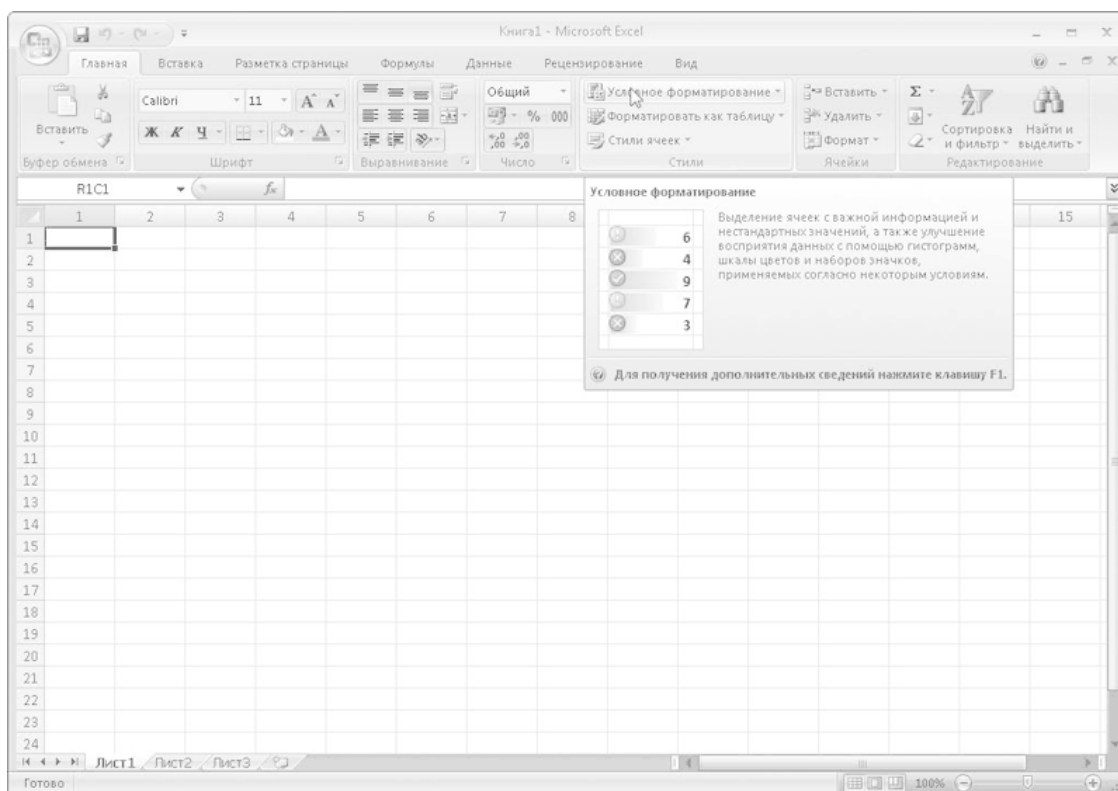 Книга1 - Microsoft Excel
Главная Вставка Разметка страницы Формулы Данные Рецензирование Вид
Вставить
Буфер обмена
Calibri 11
Ж К Ч
Шрифт
Выравнивание
Общий
% 000
Число
Условное форматирование
Форматировать как таблицу
Стили ячеек
Стили
Вставить
Удалить
Формат
Ячейки
Σ
Сортировка и фильтр
Найти и выделить
Редактирование
R1C1 fx
1 2 3 4 5 6 7 8 15
Условное форматирование
6
4
9
7
3
Выделение ячеек с важной информацией и
нестандартных значений, а также улучшение
восприятия данных с помощью гистограмм,
шкалы цветов и наборов значков,
применяемых согласно некоторым условиям.
Для получения дополнительных сведений нажмите клавишу F1.
1
2
3
4
5
6
7
8
9
10
11
12
13
14
15
16
17
18
19
20
21
22
23
24
Лист1 Лист2 Лист3
Готово 100%